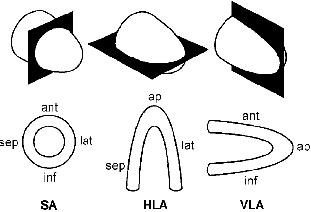 ant
sep
lat
inf
SA
ap
sep
lat
HLA
ant
ap
inf
VLA